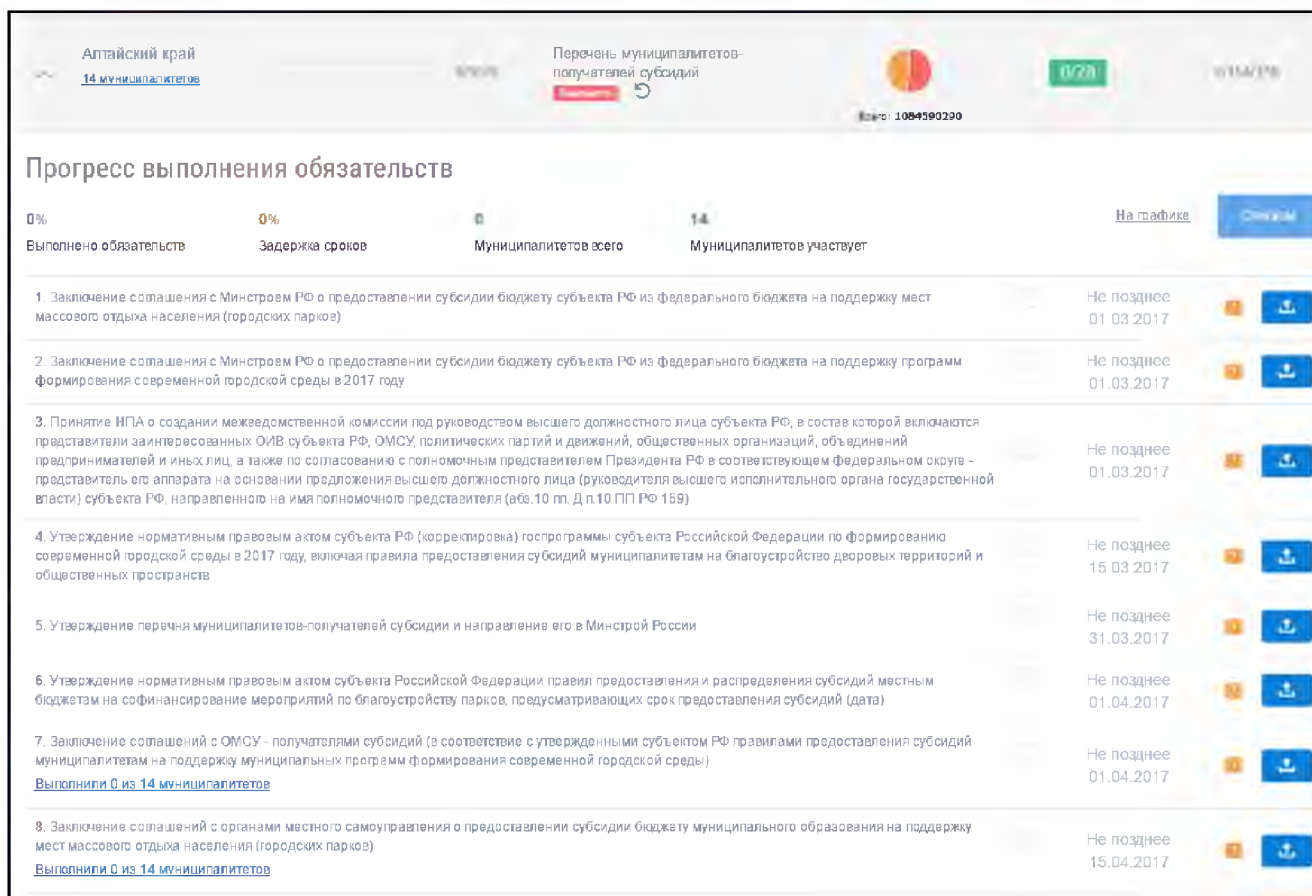 Алтайский край
14 муниципалитетов
Перечень муниципалитетов-
получателей субсидий
0/28
Всего: 1084590290
Прогресс выполнения обязательств
0% 0% 0 14
Выполнено обязательств Задержка сроков Муниципалитетов всего Муниципалитетов участвует
На графике
1. Заключение соглашения с Минстроем РФ о предоставлении субсидии бюджету субъекта РФ из федерального бюджета на поддержку мест
массового отдыха населения (городских парков)
Не позднее
01.03.2017
2. Заключение соглашения с Минстроем РФ о предоставлении субсидии бюджету субъекта РФ из федерального бюджета на поддержку программ
формирования современной городской среды в 2017 году
Не позднее
01.03.2017
3. Принятие НПА о создании межведомственной комиссии под руководством высшего должностного лица субъекта РФ, в состав которой включаются
представители заинтересованных ОИВ субъекта РФ, ОМСУ, политических партий и движений, общественных организаций, объединений
предпринимателей и иных лиц, а также по согласованию с полномочным представителем Президента РФ в соответствующем федеральном округе -
представитель его аппарата на основании предложения высшего должностного лица (руководителя высшего исполнительного органа государственной
власти) субъекта РФ, направленного на имя полномочного представителя (абз.10 пп. Д п.10 ПП РФ 169)
Не позднее
01.03.2017
4. Утверждение нормативным правовым актом субъекта РФ (корректировка) госпрограммы субъекта Российской Федерации по формированию
современной городской среды в 2017 году, включая правила предоставления субсидий муниципалитетам на благоустройство дворовых территорий и
общественных пространств
Не позднее
15.03.2017
5. Утверждение перечня муниципалитетов-получателей субсидии и направление его в Минстрой России
Не позднее
31.03.2017
6. Утверждение нормативным правовым актом субъекта Российской Федерации правил предоставления и распределения субсидий местным
бюджетам на софинансирование мероприятий по благоустройству парков, предусматривающих срок предоставления субсидий (дата)
Не позднее
01.04.2017
7. Заключение соглашений с ОМСУ - получателями субсидий (в соответствие с утвержденными субъектом РФ правилами предоставления субсидий
муниципалитетам на поддержку муниципальных программ формирования современной городской среды)
Выполнили 0 из 14 муниципалитетов
Не позднее
01.04.2017
8. Заключение соглашений с органами местного самоуправления о предоставлении субсидии бюджету муниципального образования на поддержку
мест массового отдыха населения (городских парков)
Выполнили 0 из 14 муниципалитетов
Не позднее
15.04.2017